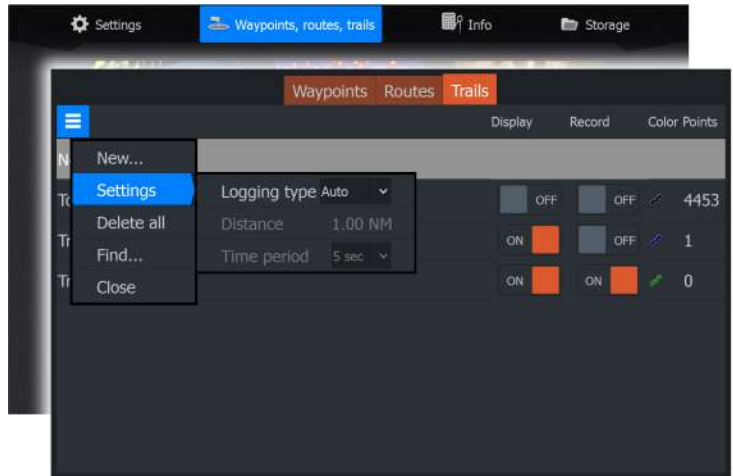 Settings Waypoints, routes, trails Info Storage
Waypoints Routes Trails
Display Record Color Points
New...
Settings
Delete all
Find...
Close
Logging type Auto
Distance 1.00 NM
Time period 5 sec
OFF OFF 4453
ON OFF 1
ON ON 0